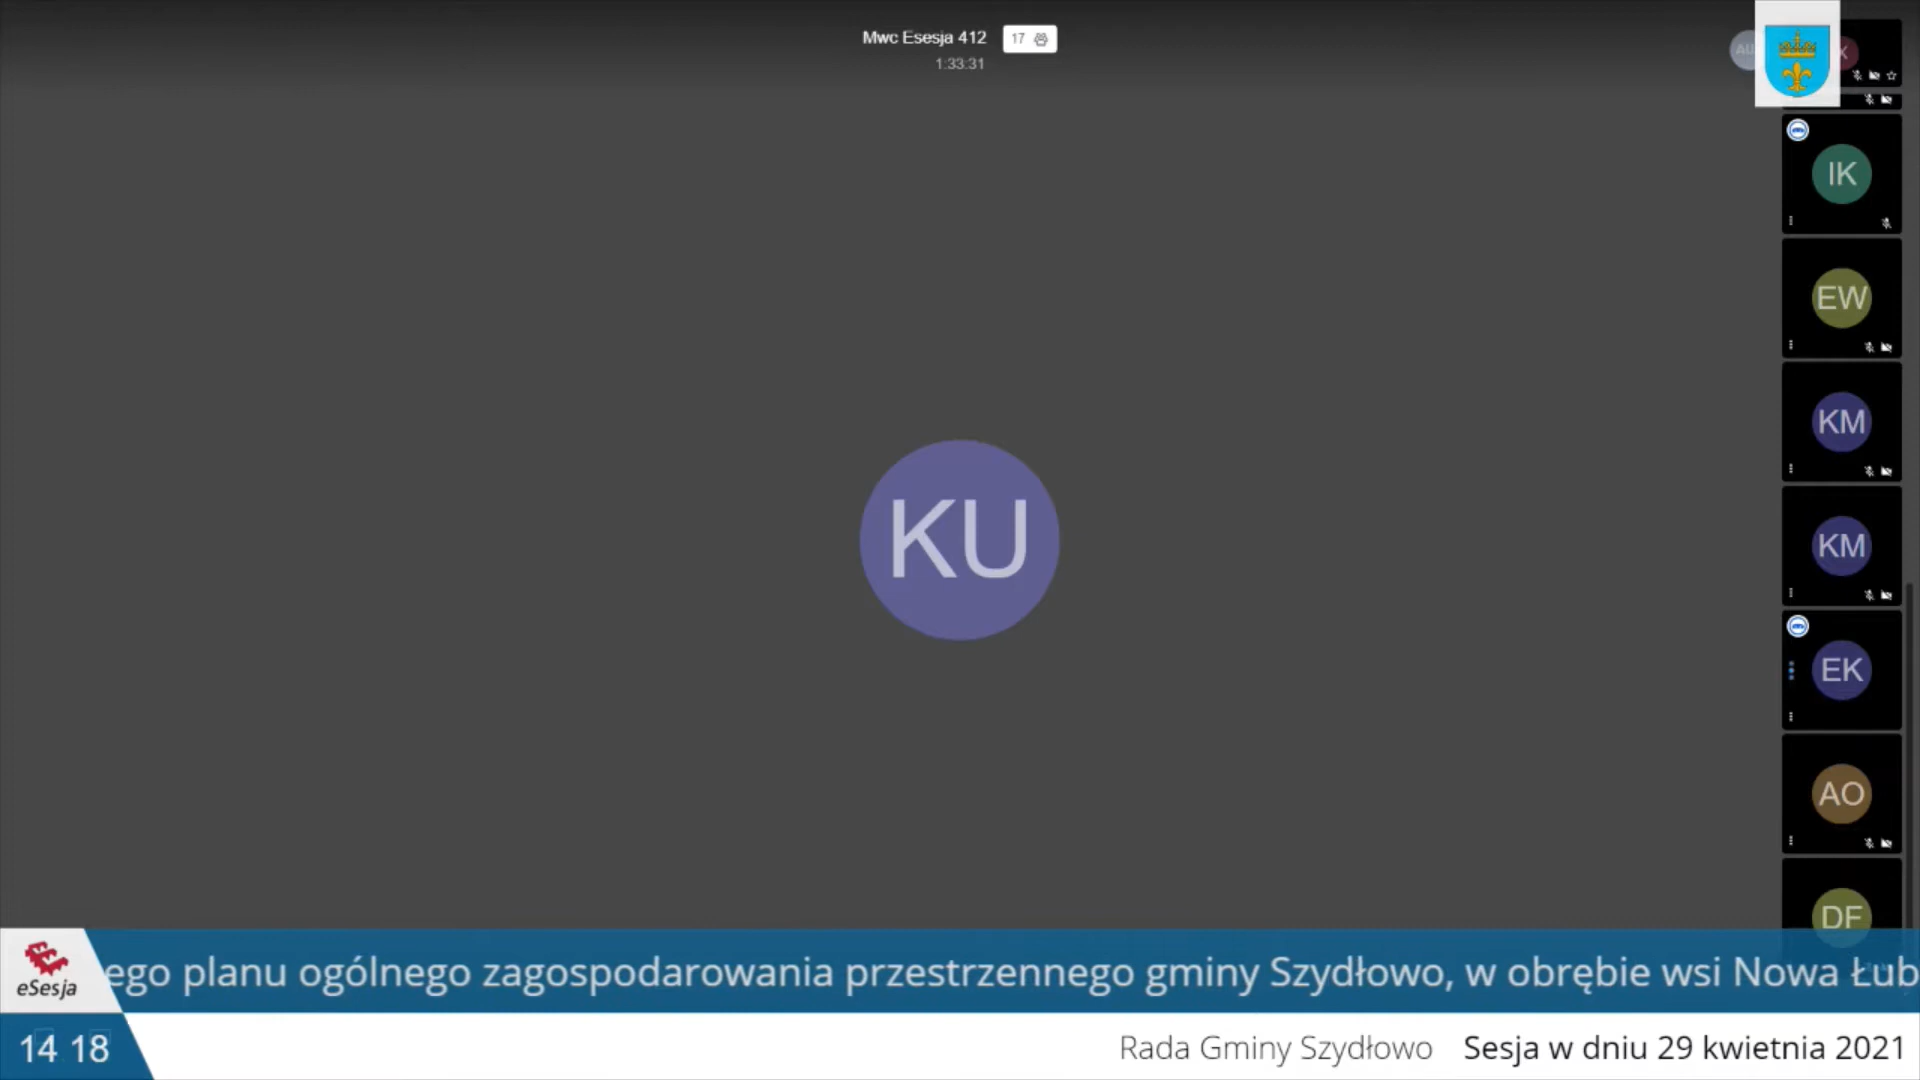 Mwc Esesja 412
17
1:33:31
AU
K
IK
EW
KM
KM
KU
EK
AO
DF
ego planu ogólnego zagospodarowania przestrzennego gminy Szydłowo, w obrębie wsi Nowa Łub
eSesja
14 18
Rada Gminy Szydłowo Sesja w dniu 29 kwietnia 2021